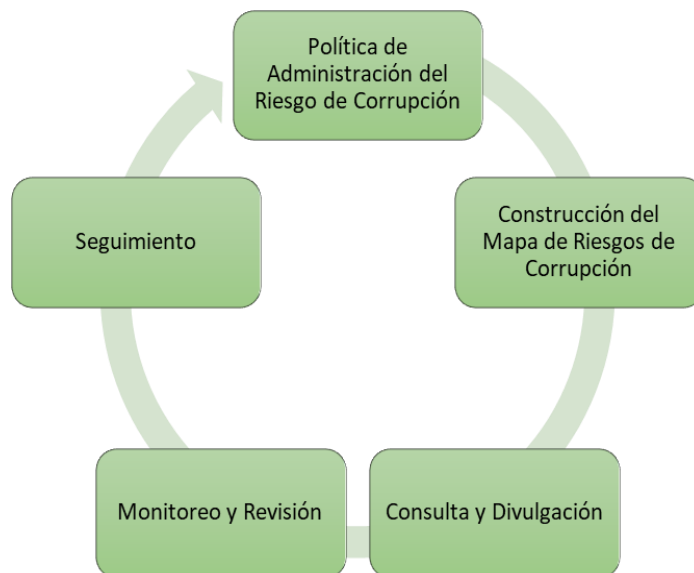 Política de
Administración del
Riesgo de Corrupción
Construcción del
Mapa de Riesgos de
Corrupción
Consulta y Divulgación
Monitoreo y Revisión
Seguimiento